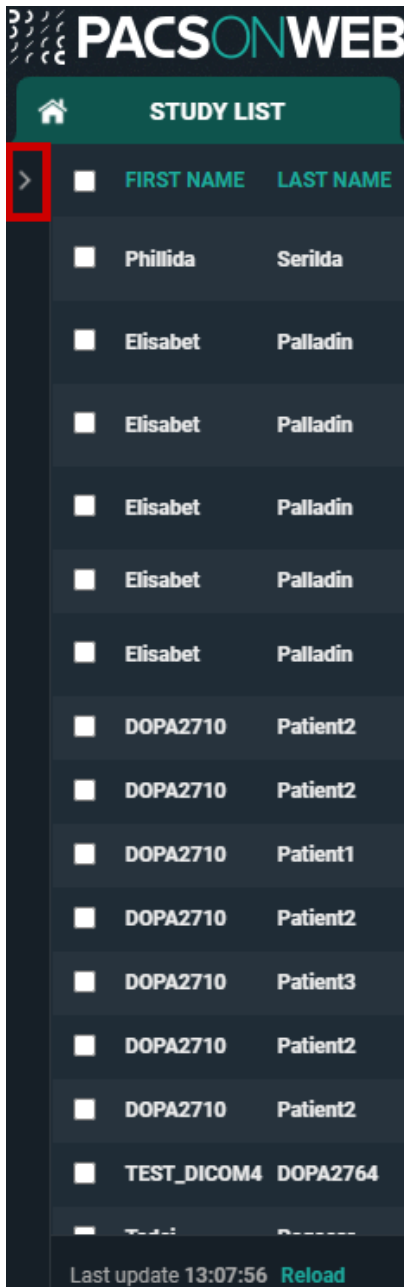 PACSONWEB
STUDY LIST
FIRST NAME LAST NAME
Phillida Serilda
Elisabet Palladin
Elisabet Palladin
Elisabet Palladin
Elisabet Palladin
Elisabet Palladin
DOPA2710 Patient2
DOPA2710 Patient2
DOPA2710 Patient1
DOPA2710 Patient2
DOPA2710 Patient3
DOPA2710 Patient2
DOPA2710 Patient2
TEST_DICOM4 DOPA2764
Last update 13:07:56 Reload